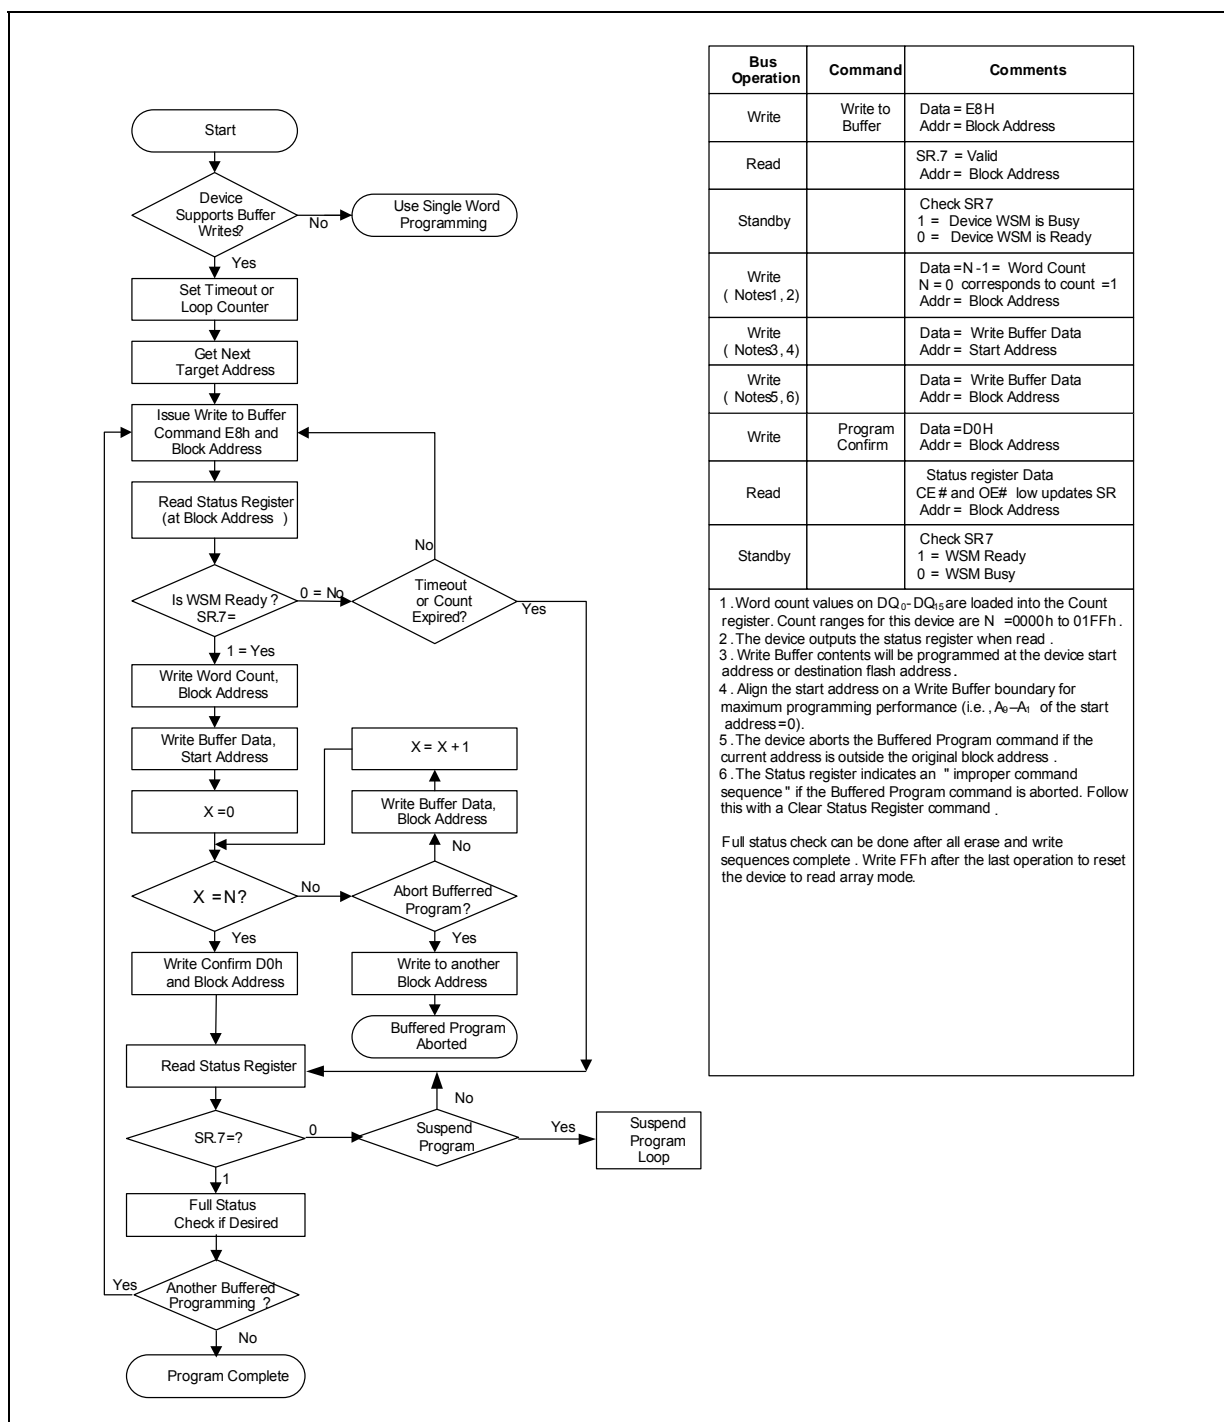 Start
Device
Supports Buffer
Writes?
No
Use Single Word
Programming
Yes
Set Timeout or
Loop Counter
Get Next
Target Address
Issue Write to Buffer
Command E8h and
Block Address
Read Status Register
(at Block Address )
No
Is WSM Ready ?
SR.7=
0 = No
Timeout
or Count
Expired?
Yes
1 = Yes
Write Word Count,
Block Address
Write Buffer Data,
Start Address
X = X + 1
X =0
Write Buffer Data,
Block Address
No
X =N?
No
Abort Bufferred
Program?
Yes
Yes
Write Confirm D0h
and Block Address
Write to another
Block Address
Buffered Program
Aborted
Read Status Register
No
SR.7=?
0
Suspend
Program
Yes
Suspend
Program
Loop
1
Full Status
Check if Desired
Yes
Another Buffered
Programming ?
No
Program Complete
Bus
Operation
Command
Comments
Write
Write to
Buffer
Data = E8H
Addr = Block Address
Read
SR.7 = Valid
Addr = Block Address
Standby
Check SR7
1 = Device WSM is Busy
0 = Device WSM is Ready
Write
( Notes1, 2)
Data =N -1 = Word Count
N = 0 corresponds to count =1
Addr = Block Address
Write
( Notes3, 4)
Data = Write Buffer Data
Addr = Start Address
Write
( Notes5, 6)
Data = Write Buffer Data
Addr = Block Address
Write
Program
Confirm
Data =D0H
Addr = Block Address
Read
Status register Data
CE # and OE# low updates SR
Addr = Block Address
Standby
Check SR7
1 = WSM Ready
0 = WSM Busy
1 . Word count values on DQ0-DQ15 are loaded into the Count
register. Count ranges for this device are N =0000h to 01FFh .
2 . The device outputs the status register when read .
3 . Write Buffer contents will be programmed at the device start
address or destination flash address .
4 . Align the start address on a Write Buffer boundary for
maximum programming performance (i.e. , A9–A1 of the start
address =0).
5 . The device aborts the Buffered Program command if the
current address is outside the original block address .
6 . The Status register indicates an " improper command
sequence " if the Buffered Program command is aborted. Follow
this with a Clear Status Register command .
Full status check can be done after all erase and write
sequences complete . Write FFh after the last operation to reset
the device to read array mode.